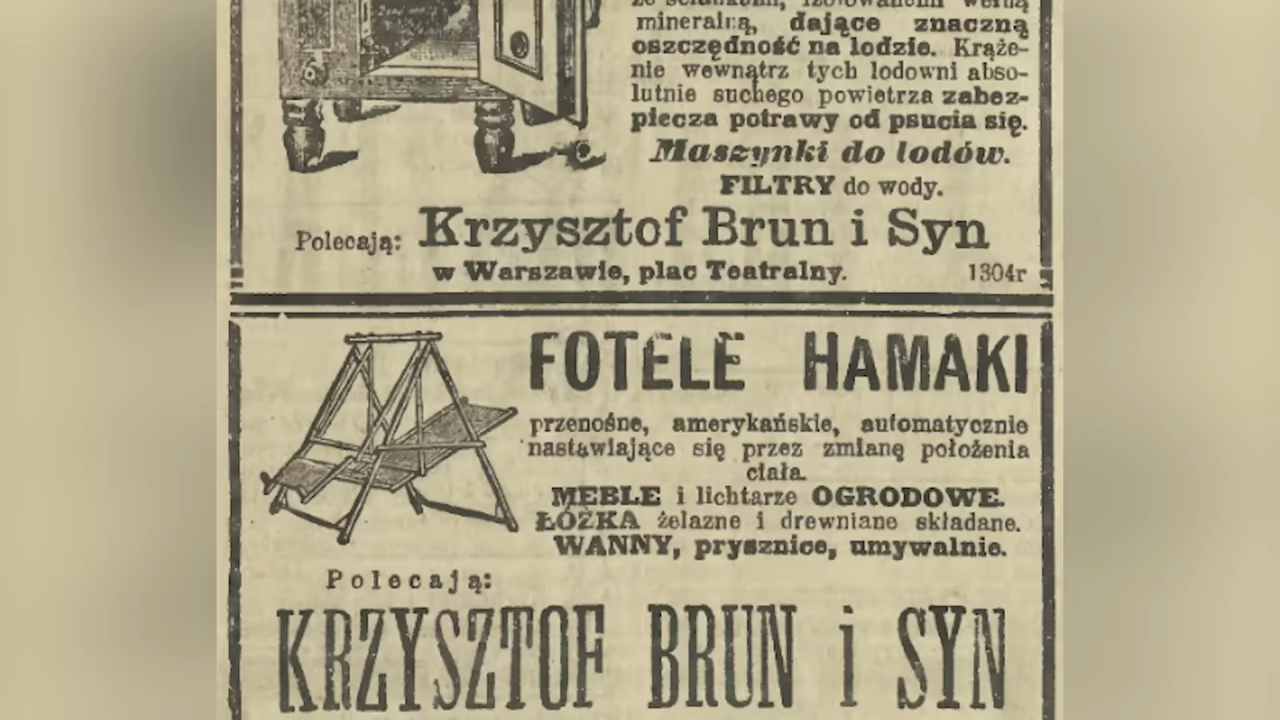 ze ściankami, izolowanemi wełną
mineralną, dające znaczną
oszczędność na lodzie. Krąże-
nie wewnątrz tych lodowni abso-
lutnie suchego powietrza zabez-
piecza potrawy od psucia się.
Maszynki do lodów.
FILTRY do wody.
Polecają: Krzysztof Brun i Syn
w Warszawie, plac Teatralny.
1304r
FOTELE HAMAKI
przenośne, amerykańskie, automatycznie
nastawiające się przez zmianę położenia
ciała.
MEBLE i lichtarze OGRODOWE.
ŁÓŻKA żelazne i drewniane składane.
WANNY, prysznice, umywalnie.
Polecają:
KRZYSZTOF BRUN i SYN